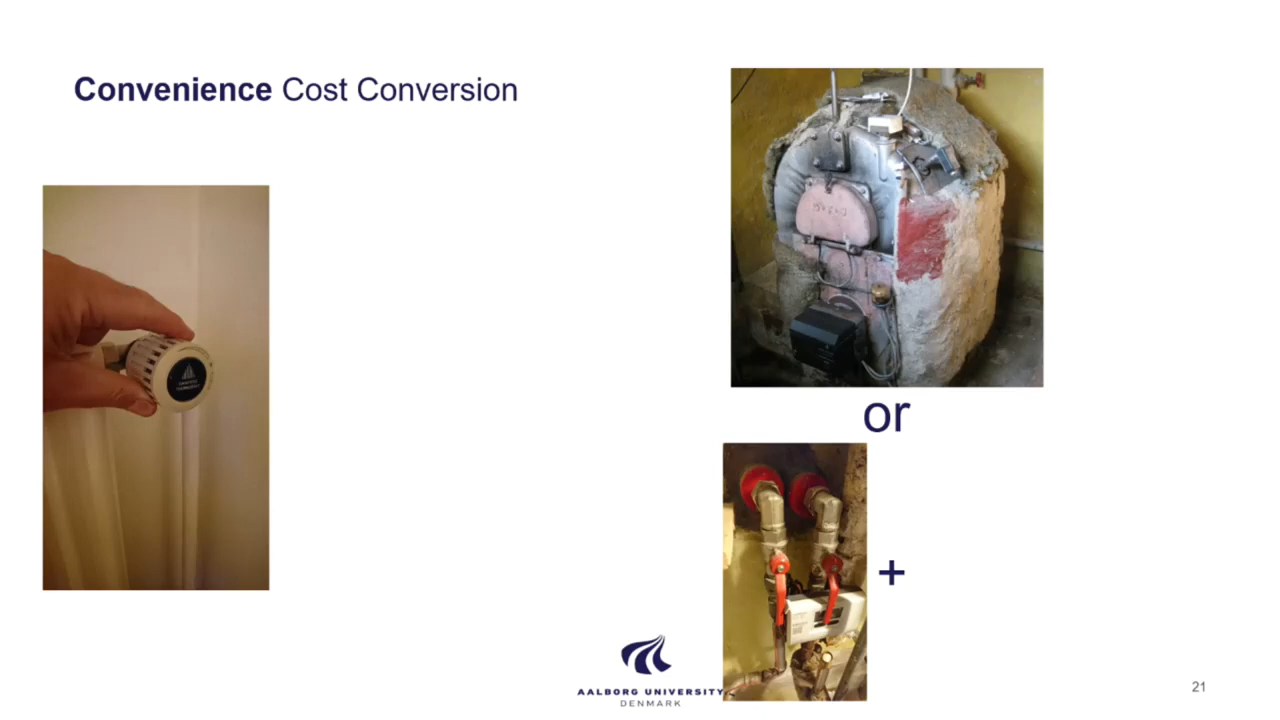 Convenience Cost Conversion
or
+
AALBORG UNIVERSITY
DENMARK
21